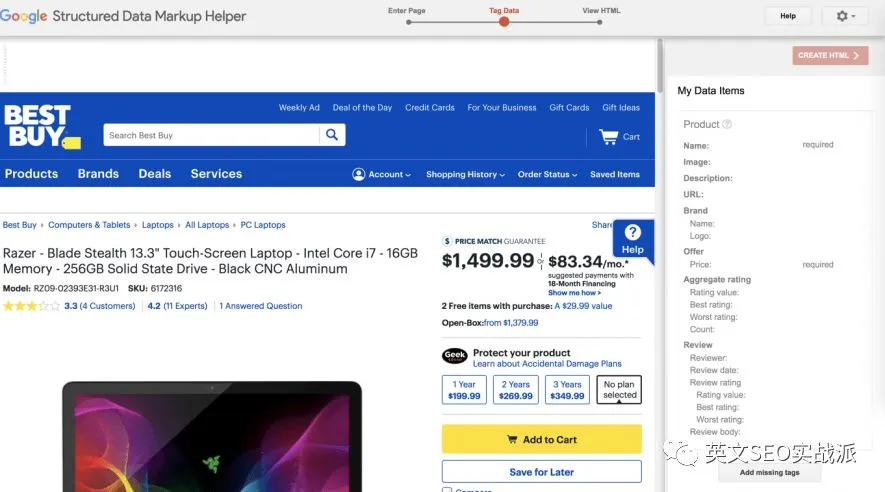 Google Structured Data Markup Helper
Enter Page
Tag Data
View HTML
Help
CREATE HTML
My Data Items
Product
Name: required
Image:
Description:
URL:
Brand
Name:
Logo:
Offer
Price: required
Aggregate rating
Rating value:
Best rating:
Worst rating:
Count:
Review
Reviewer:
Review date:
Review rating
Rating value:
Best rating:
Worst rating:
Review body:
Add missing tags
BEST
BUY
Weekly Ad Deal of the Day Credit Cards For Your Business Gift Cards Gift Ideas
Search Best Buy
Cart
Products Brands Deals Services
Account Shopping History Order Status Saved Items
Best Buy › Computers & Tablets › Laptops › All Laptops › PC Laptops
Share
?
Help
Razer - Blade Stealth 13.3" Touch-Screen Laptop - Intel Core i7 - 16GB
Memory - 256GB Solid State Drive - Black CNC Aluminum
Model: RZ09-02393E31-R3U1 SKU: 6172316
3.3 (4 Customers) 4.2 (11 Experts) 1 Answered Question
$ PRICE MATCH GUARANTEE
$1,499.99 or $83.34/mo.*
suggested payments with
18-Month Financing
Show me how >
2 Free items with purchase: A $29.99 value
Open-Box: from $1,379.99
Geek
Protect your product
Learn about Accidental Damage Plans
1 Year
$199.99
2 Years
$269.99
3 Years
$349.99
No plan
selected
Add to Cart
Save for Later
Compare
英文SEO实战派